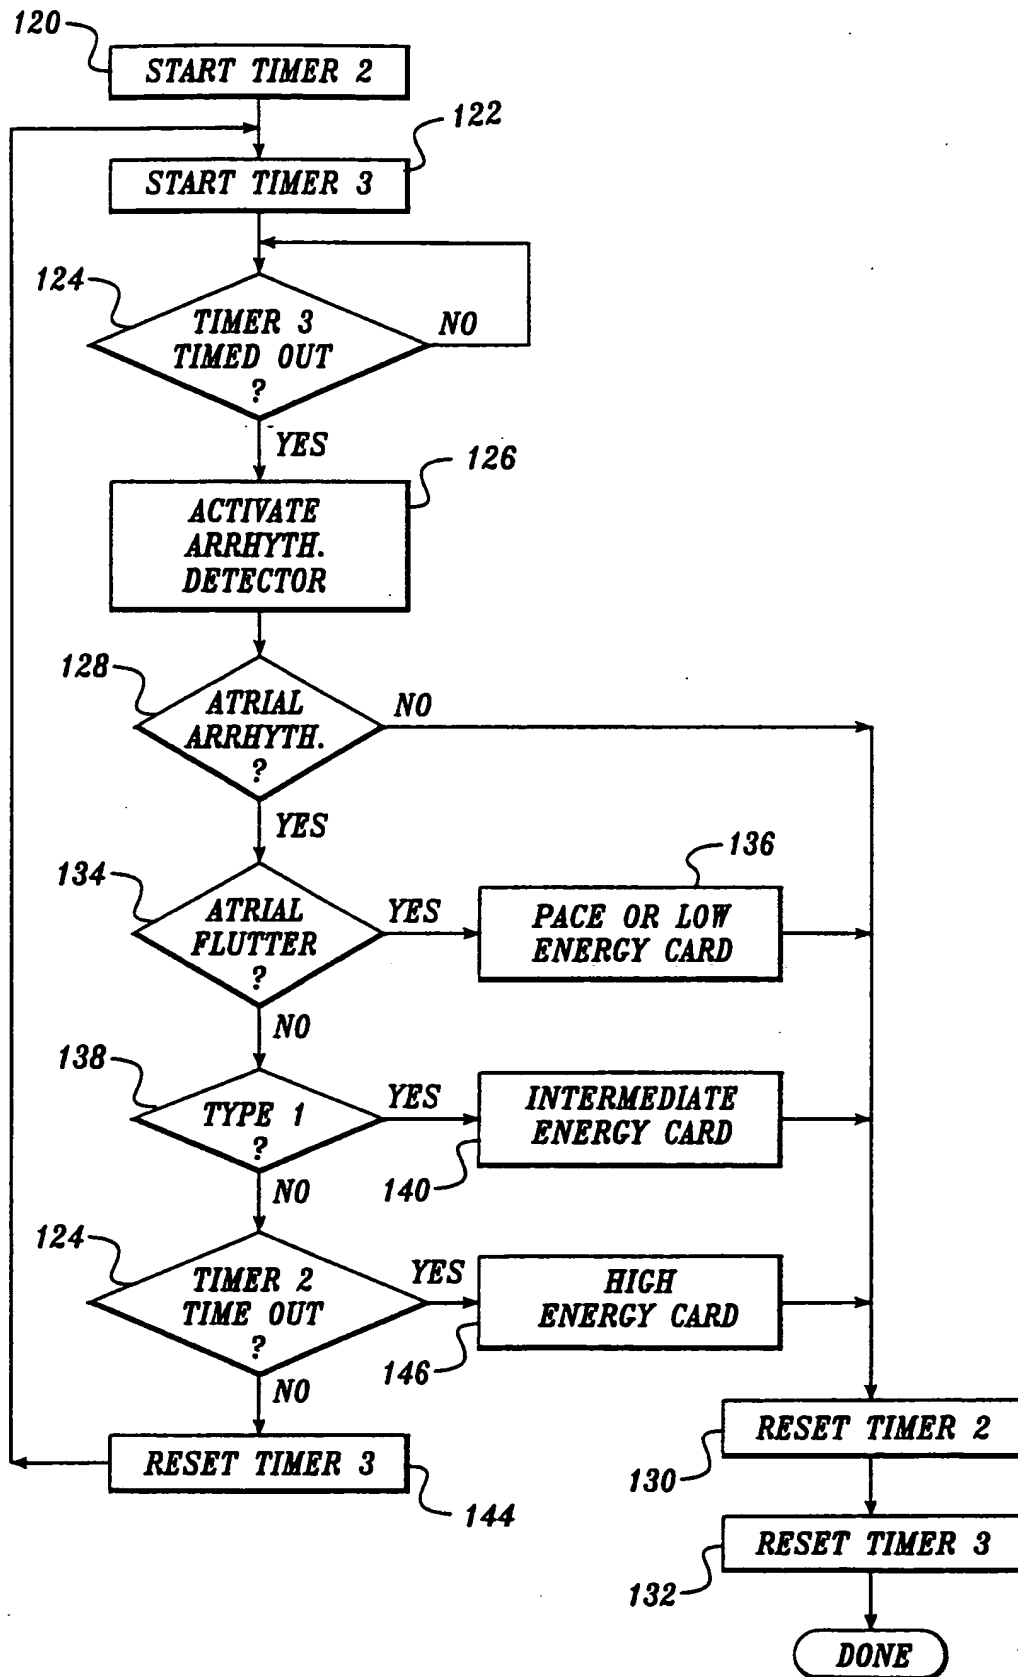 120
START TIMER 2
122
START TIMER 3
124
TIMER 3
TIMED OUT
?
NO
YES
126
ACTIVATE
ARRHYTH.
DETECTOR
128
ATRIAL
ARRHYTH.
?
NO
YES
134
ATRIAL
FLUTTER
?
YES
136
PACE OR LOW
ENERGY CARD
NO
138
TYPE 1
?
YES
INTERMEDIATE
ENERGY CARD
140
NO
124
TIMER 2
TIME OUT
?
YES
HIGH
ENERGY CARD
146
NO
RESET TIMER 3
144
RESET TIMER 2
130
RESET TIMER 3
132
DONE